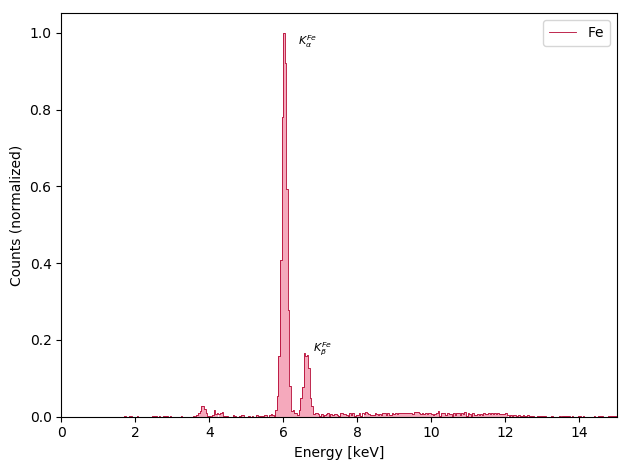 Fe
K_α^Fe
K_β^Fe
1.0
0.8
0.6
0.4
0.2
0.0
Counts (normalized)
0 2 4 6 8 10 12 14
Energy [keV]